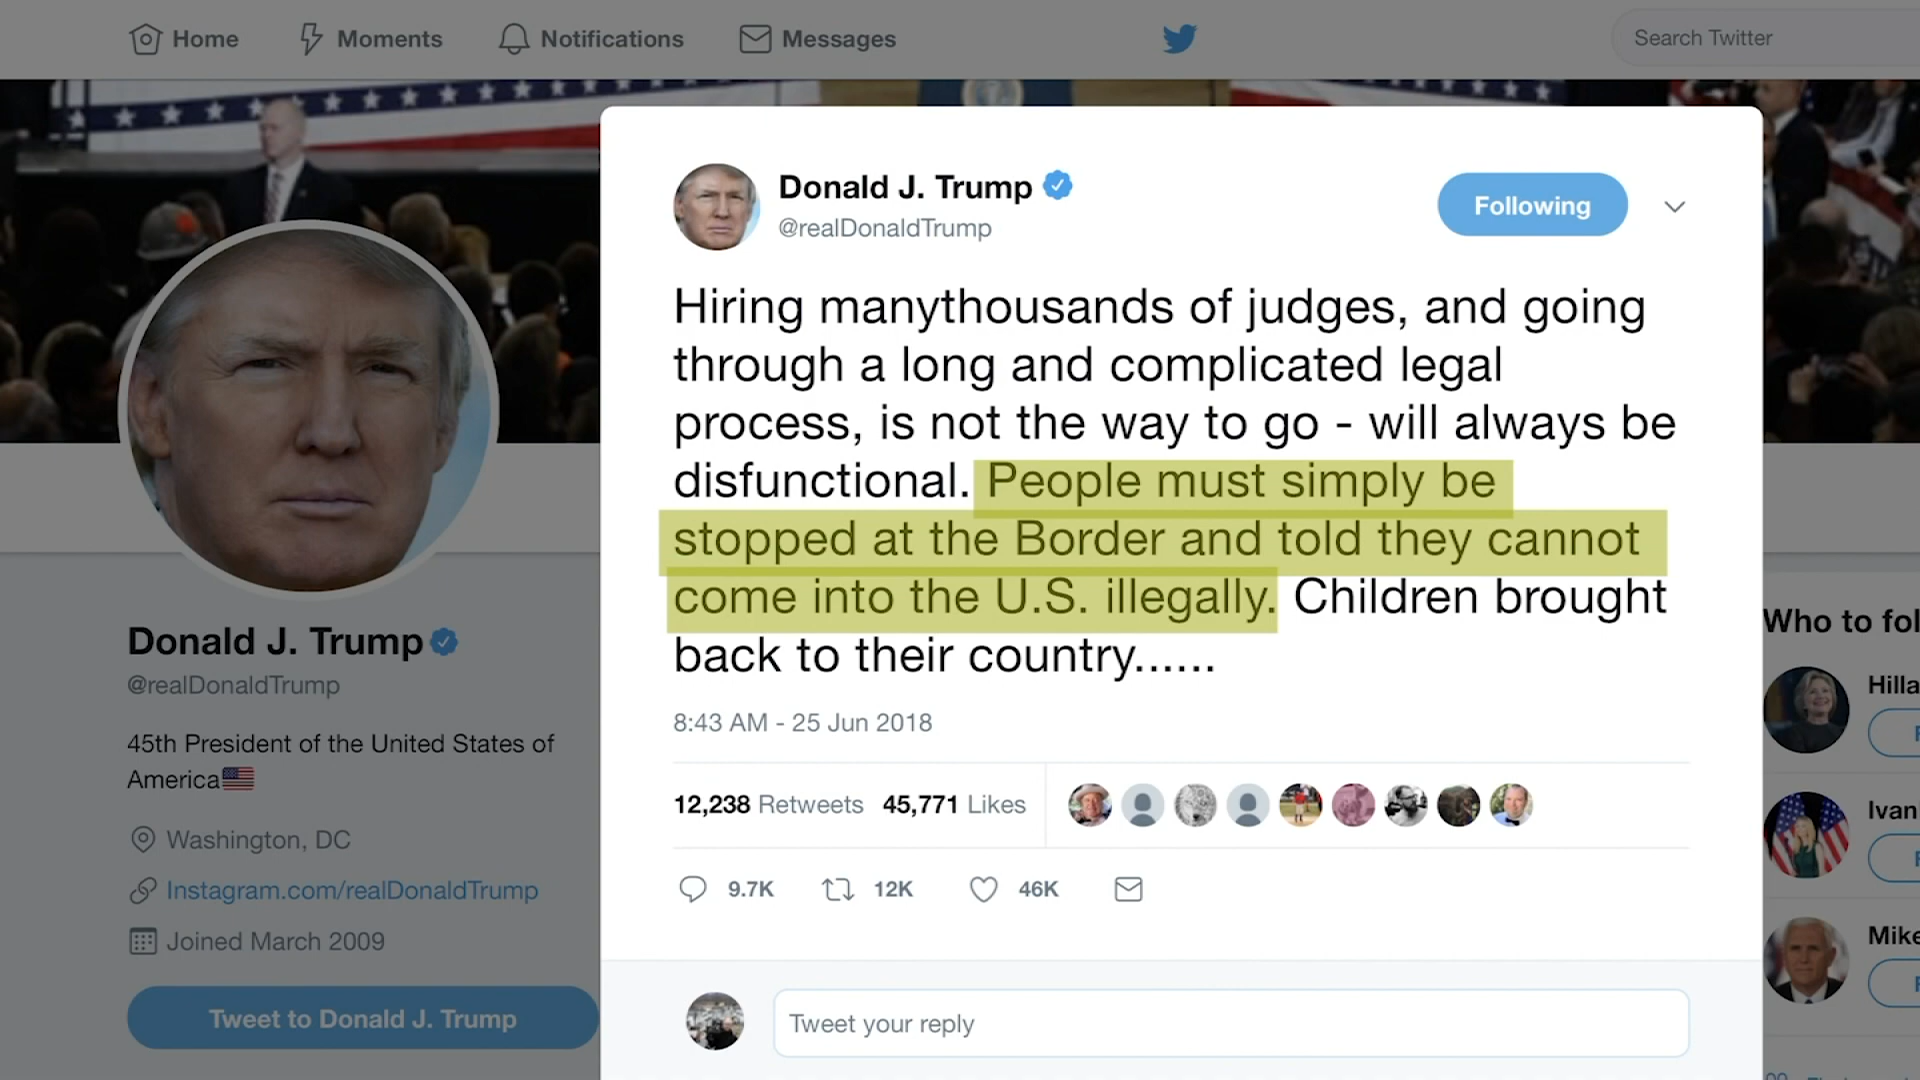 Home
Moments
Notifications
Messages
Search Twitter
Donald J. Trump
@realDonaldTrump
Following
Hiring manythousands of judges, and going
through a long and complicated legal
process, is not the way to go - will always be
disfunctional. People must simply be
stopped at the Border and told they cannot
come into the U.S. illegally. Children brought
back to their country......
8:43 AM - 25 Jun 2018
12,238 Retweets 45,771 Likes
9.7K
12K
46K
Tweet your reply
Donald J. Trump
@realDonaldTrump
45th President of the United States of
America
Washington, DC
Instagram.com/realDonaldTrump
Joined March 2009
Tweet to Donald J. Trump
Who to fol
Hilla
Ivan
Mike